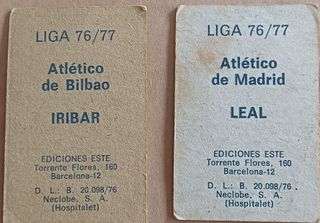 LIGA 76/77
Atlético
de Bilbao
IRIBAR
EDICIONES ESTE
Torrente Flores, 160
Barcelona-12
D. L.: B. 20.098/76
Neclobe, S. A.
(Hospitalet)
LIGA 76/77
Atlético
de Madrid
LEAL
EDICIONES ESTE
Torrente Flores, 160
Barcelona-12
D. L.: B. 20.098/76
Neclobe, S. A.
(Hospitalet)